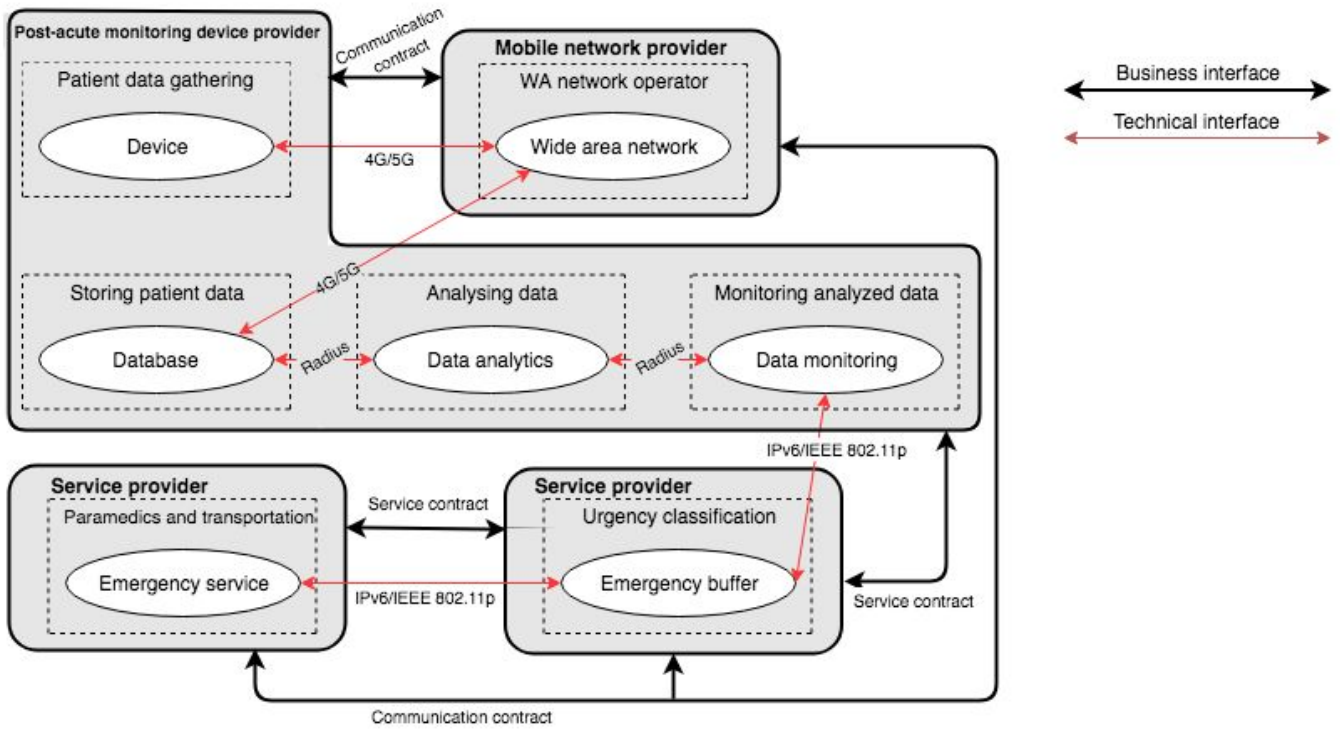 Post-acute monitoring device provider
Communication
contract
Mobile network provider
Business interface
Patient data gathering
WA network operator
Technical interface
Device
4G/5G
Wide area network
4G/5G
Storing patient data
Analysing data
Monitoring analyzed data
Database
Radius
Data analytics
Radius
Data monitoring
IPv6/IEEE 802.11p
Service provider
Service contract
Service provider
Paramedics and transportation
Urgency classification
Emergency service
IPv6/IEEE 802.11p
Emergency buffer
Service contract
Communication contract